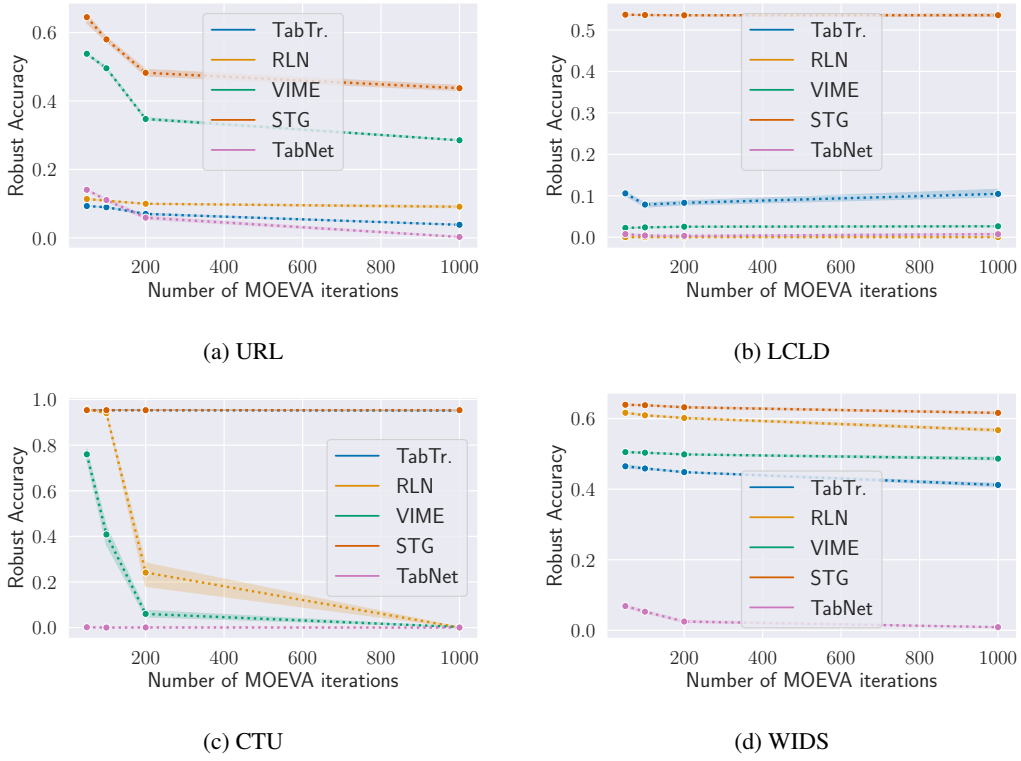 0.6
0.4
0.2
0.0
Robust Accuracy
TabTr.
RLN
VIME
STG
TabNet
200 400 600 800 1000
Number of MOEVA iterations
(a) URL
0.5
0.4
0.3
0.2
0.1
0.0
Robust Accuracy
TabTr.
RLN
VIME
STG
TabNet
200 400 600 800 1000
Number of MOEVA iterations
(b) LCLD
1.0
0.8
0.6
0.4
0.2
0.0
Robust Accuracy
TabTr.
RLN
VIME
STG
TabNet
200 400 600 800 1000
Number of MOEVA iterations
(c) CTU
0.6
0.4
0.2
0.0
Robust Accuracy
TabTr.
RLN
VIME
STG
TabNet
200 400 600 800 1000
Number of MOEVA iterations
(d) WIDS